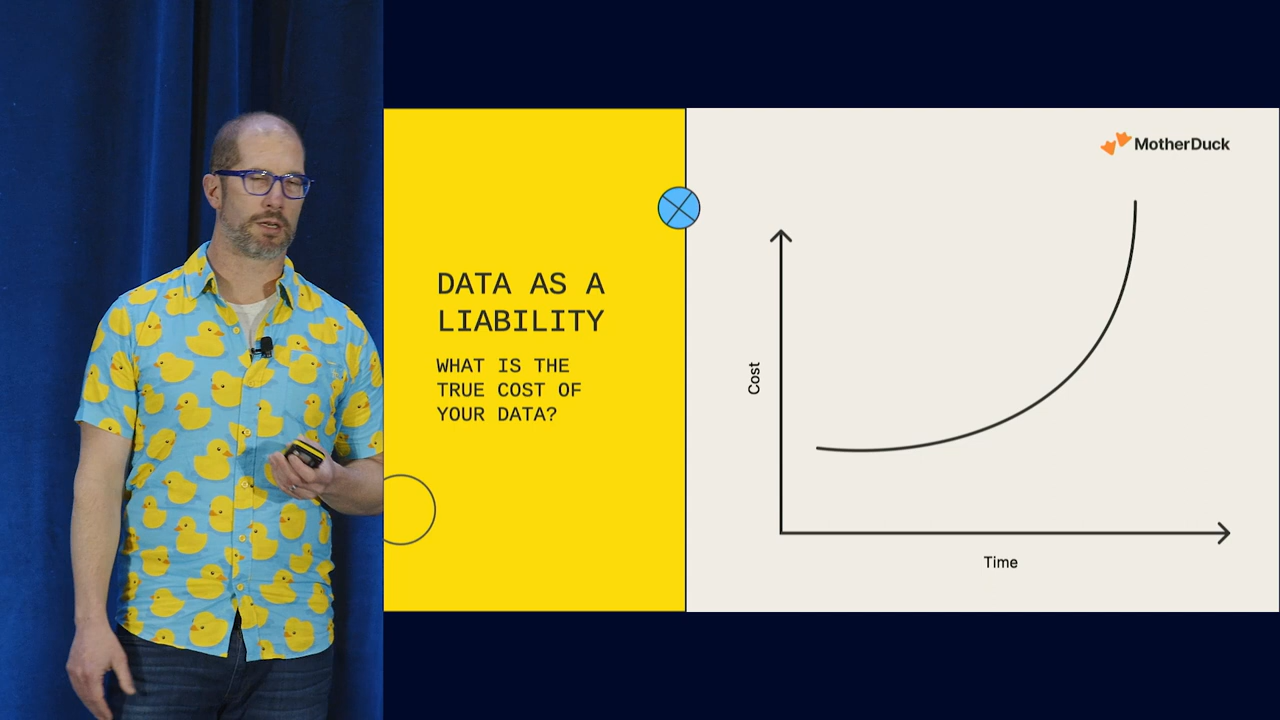 DATA AS A
LIABILITY
WHAT IS THE
TRUE COST OF
YOUR DATA?
MotherDuck
Cost
Time